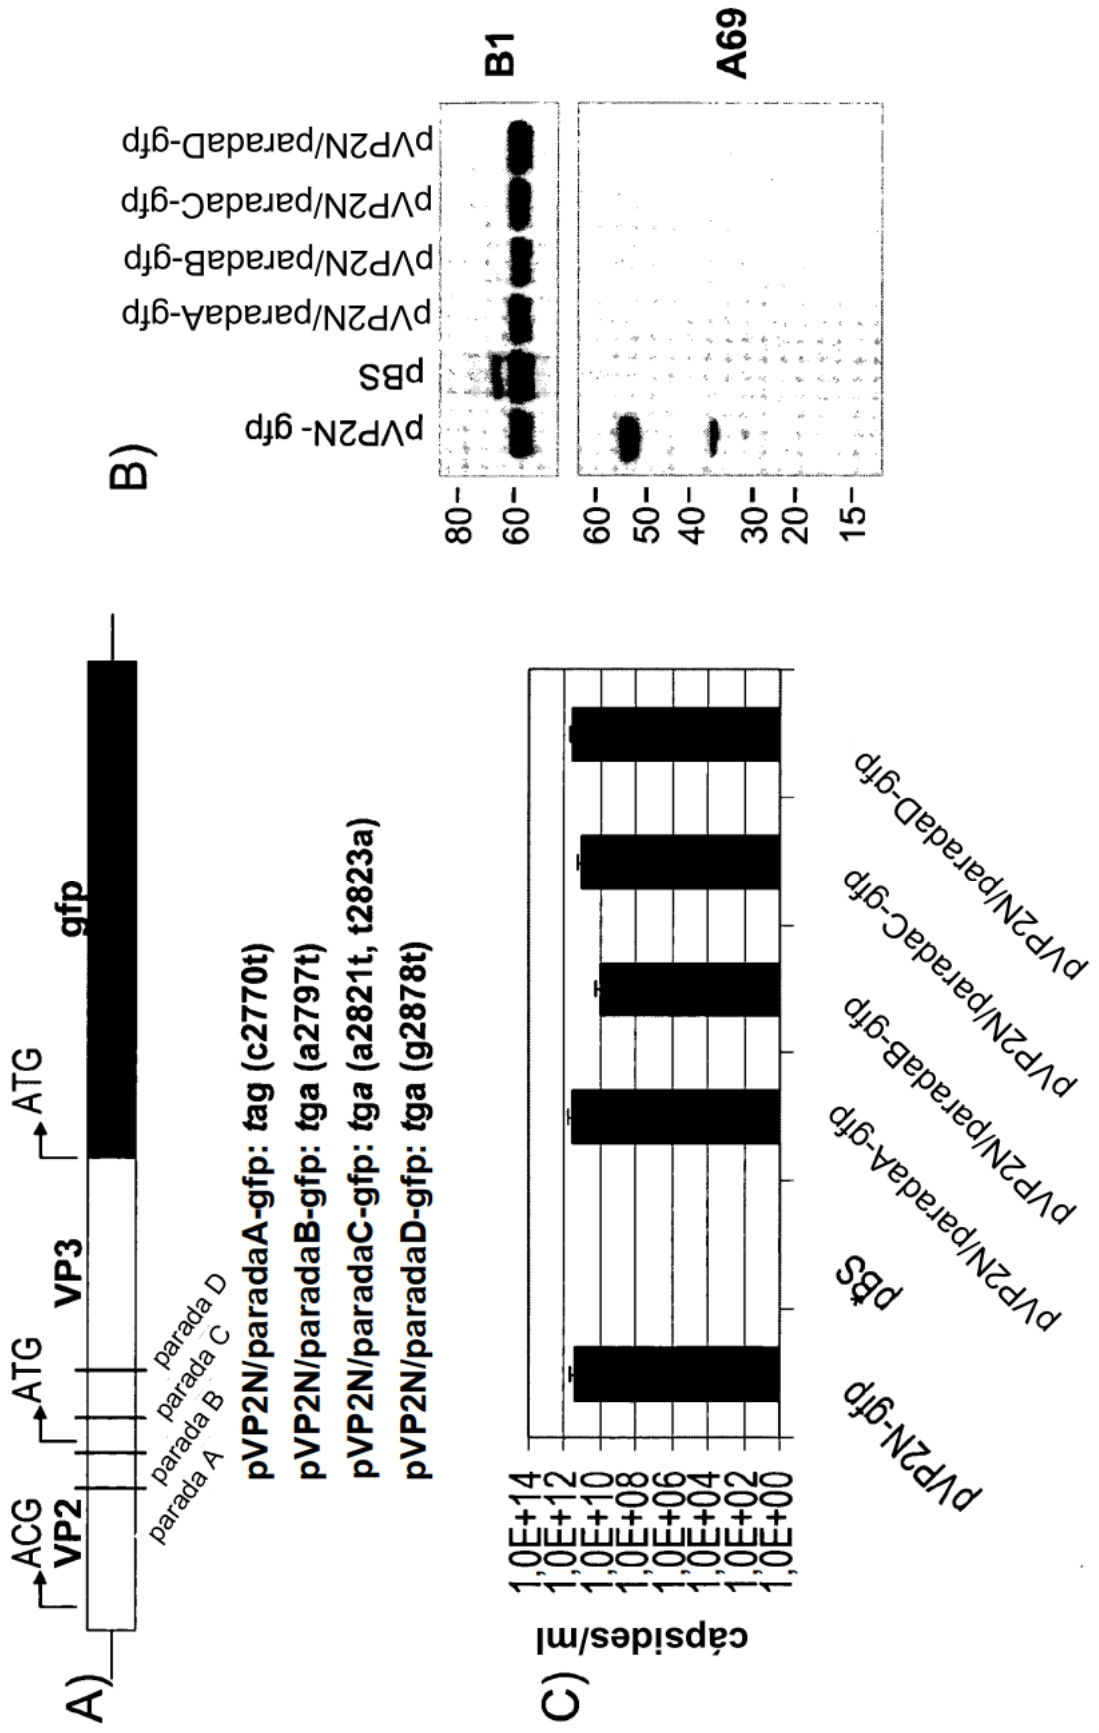 A)
ACG
ATG
ATG
VP2
VP3
gfp
parada A
parada B
parada C
parada D
pVP2N/paradaA-gfp: tag (c2770t)
pVP2N/paradaB-gfp: tga (a2797t)
pVP2N/paradaC-gfp: tga (a2821t, t2823a)
pVP2N/paradaD-gfp: tga (g2878t)
B)
pVP2N- gfp
pBS
pVP2N/paradaA-gfp
pVP2N/paradaB-gfp
pVP2N/paradaC-gfp
pVP2N/paradaD-gfp
80-
60-
B1
60-
50-
40-
30-
20-
15-
A69
C)
cápsides/ml
1,0E+14
1,0E+12
1,0E+10
1,0E+08
1,0E+06
1,0E+04
1,0E+02
1,0E+00
pVP2N-gfp
pBS
pVP2N/paradaA-gfp
pVP2N/paradaB-gfp
pVP2N/paradaC-gfp
pVP2N/paradaD-gfp